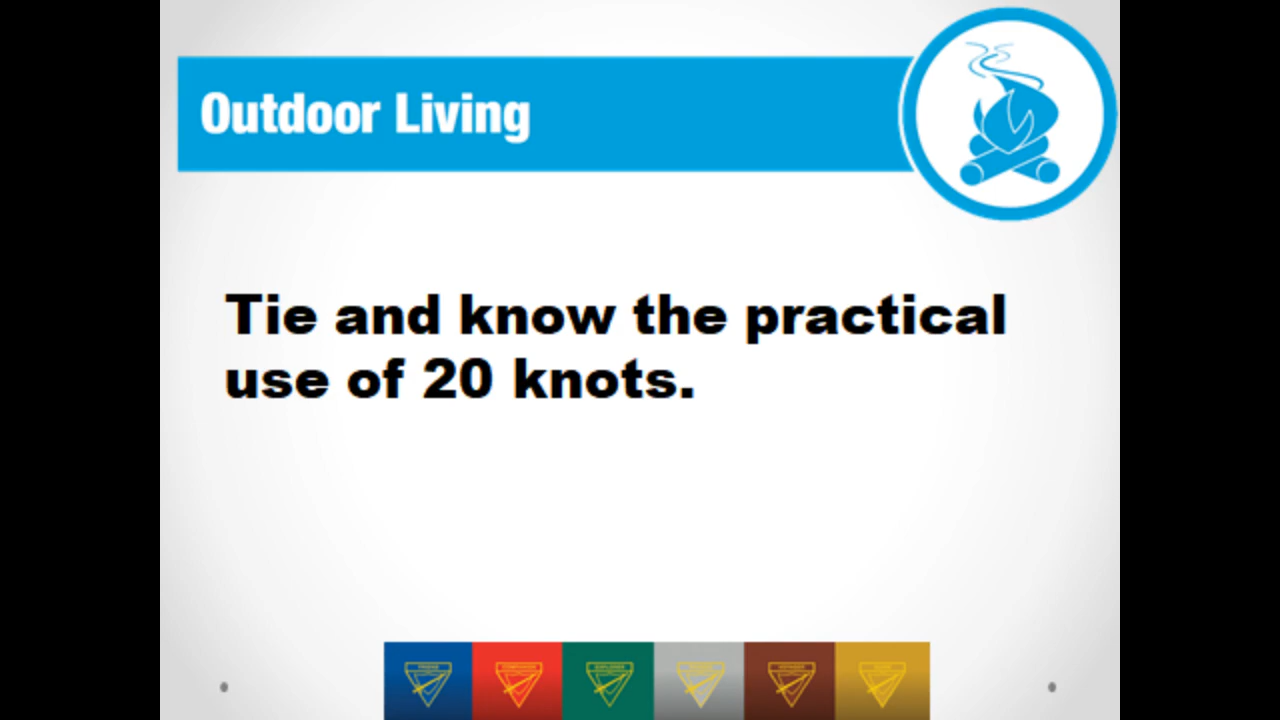 Outdoor Living
Tie and know the practical
use of 20 knots.